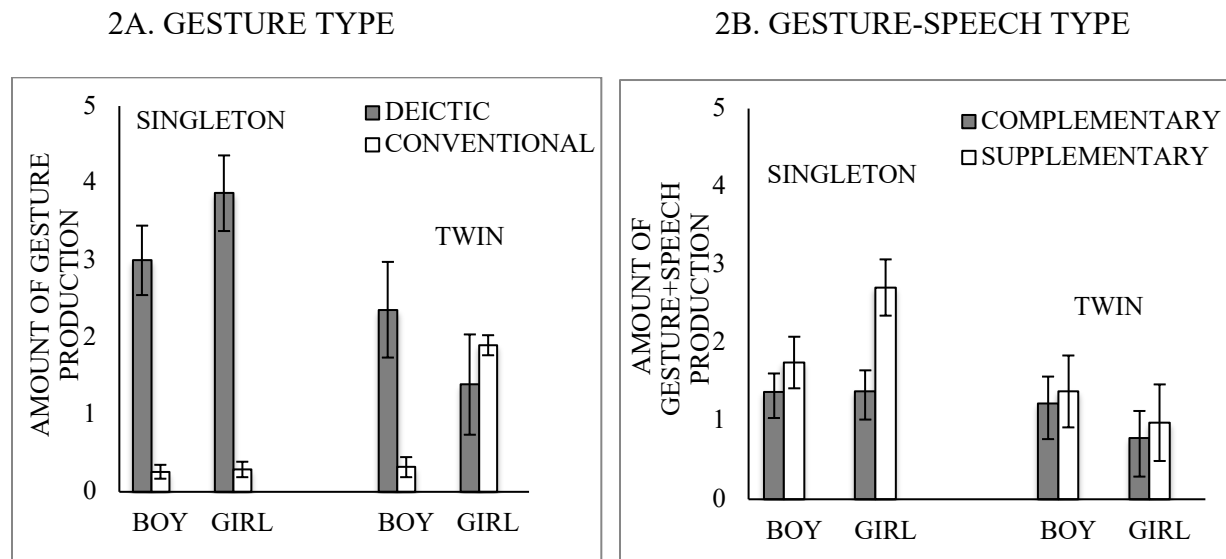 2A. GESTURE TYPE
AMOUNT OF GESTURE
PRODUCTION
5
4
3
2
1
0
SINGLETON
DEICTIC
CONVENTIONAL
TWIN
BOY GIRL BOY GIRL
2B. GESTURE-SPEECH TYPE
AMOUNT OF
GESTURE+SPEECH
PRODUCTION
5
4
3
2
1
0
COMPLEMENTARY
SUPPLEMENTARY
SINGLETON
TWIN
BOY GIRL BOY GIRL